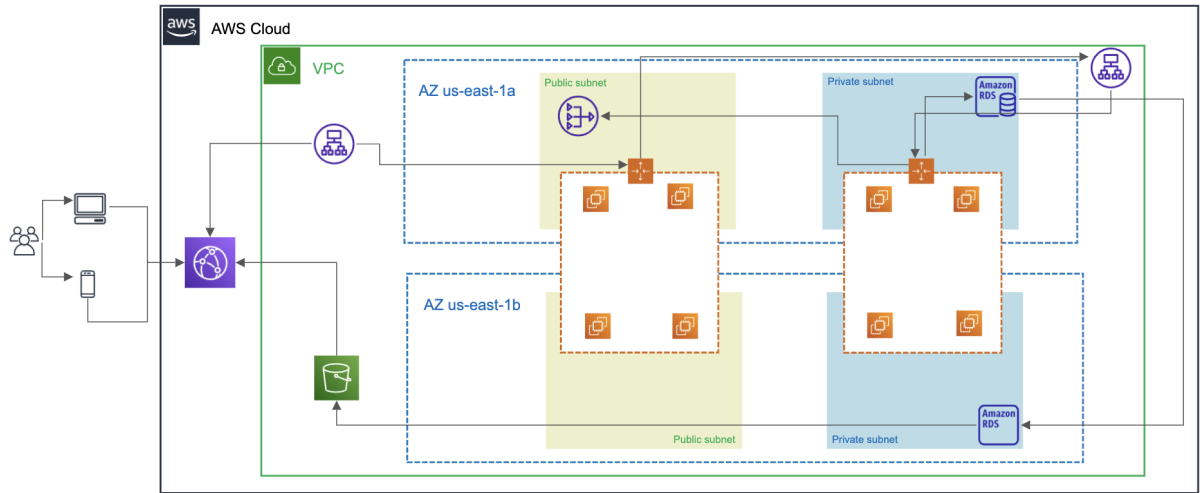 aws
AWS Cloud
VPC
AZ us-east-1a
Public subnet
Private subnet
Amazon
RDS
AZ us-east-1b
Amazon
RDS
Public subnet
Private subnet